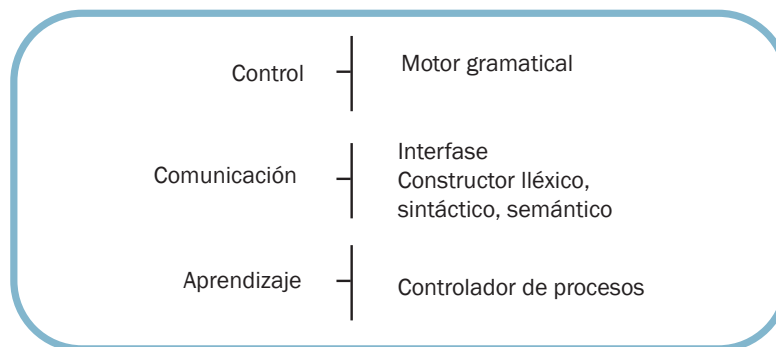 Control
Motor gramatical
Comunicación
Interfase
Constructor lléxico,
sintáctico, semántico
Aprendizaje
Controlador de procesos